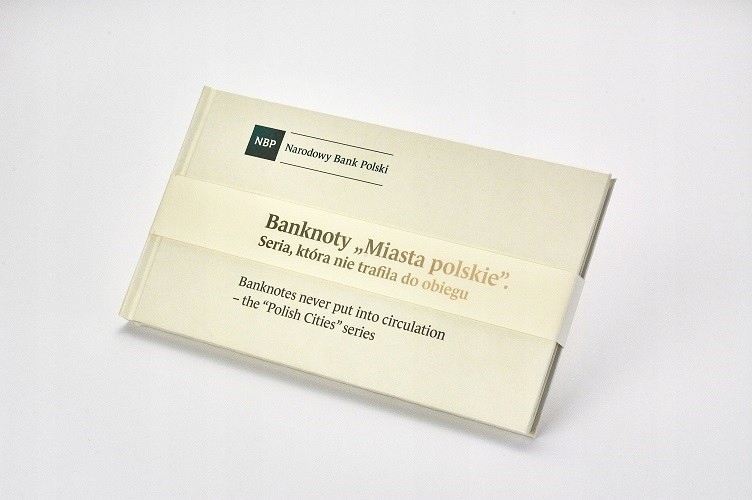 NBP
Narodowy Bank Polski
Banknoty „Miasta polskie”.
Seria, która nie trafiła do obiegu
Banknotes never put into circulation
– the “Polish Cities” series